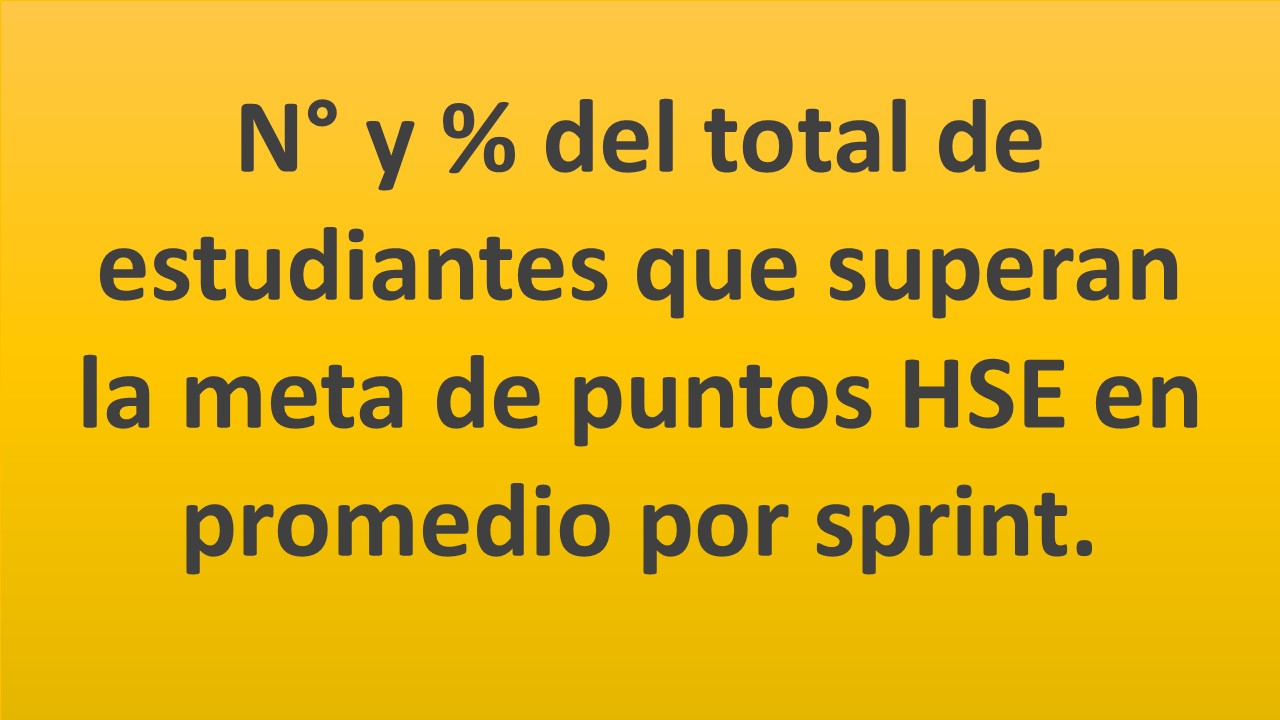 N° y % del total de
estudiantes que superan
la meta de puntos HSE en
promedio por sprint.